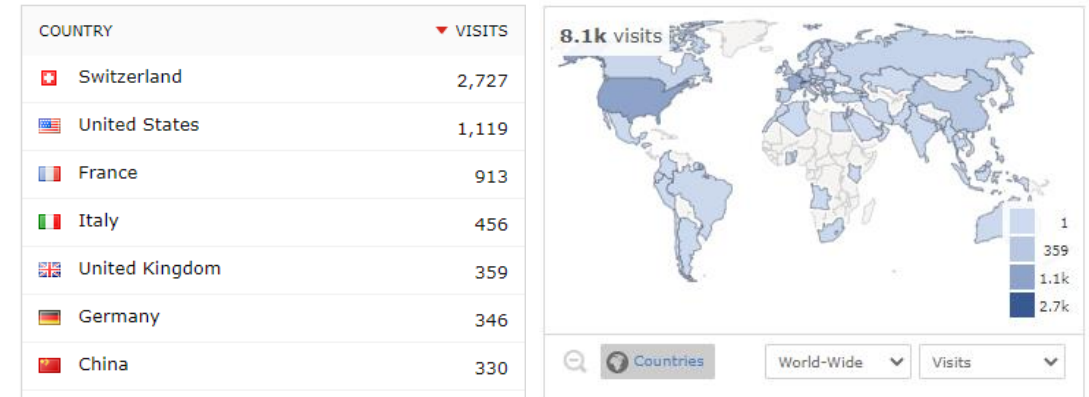 COUNTRY VISITS
Switzerland 2,727
United States 1,119
France 913
Italy 456
United Kingdom 359
Germany 346
China 330
8.1k visits
1
359
1.1k
2.7k
Countries World-Wide Visits